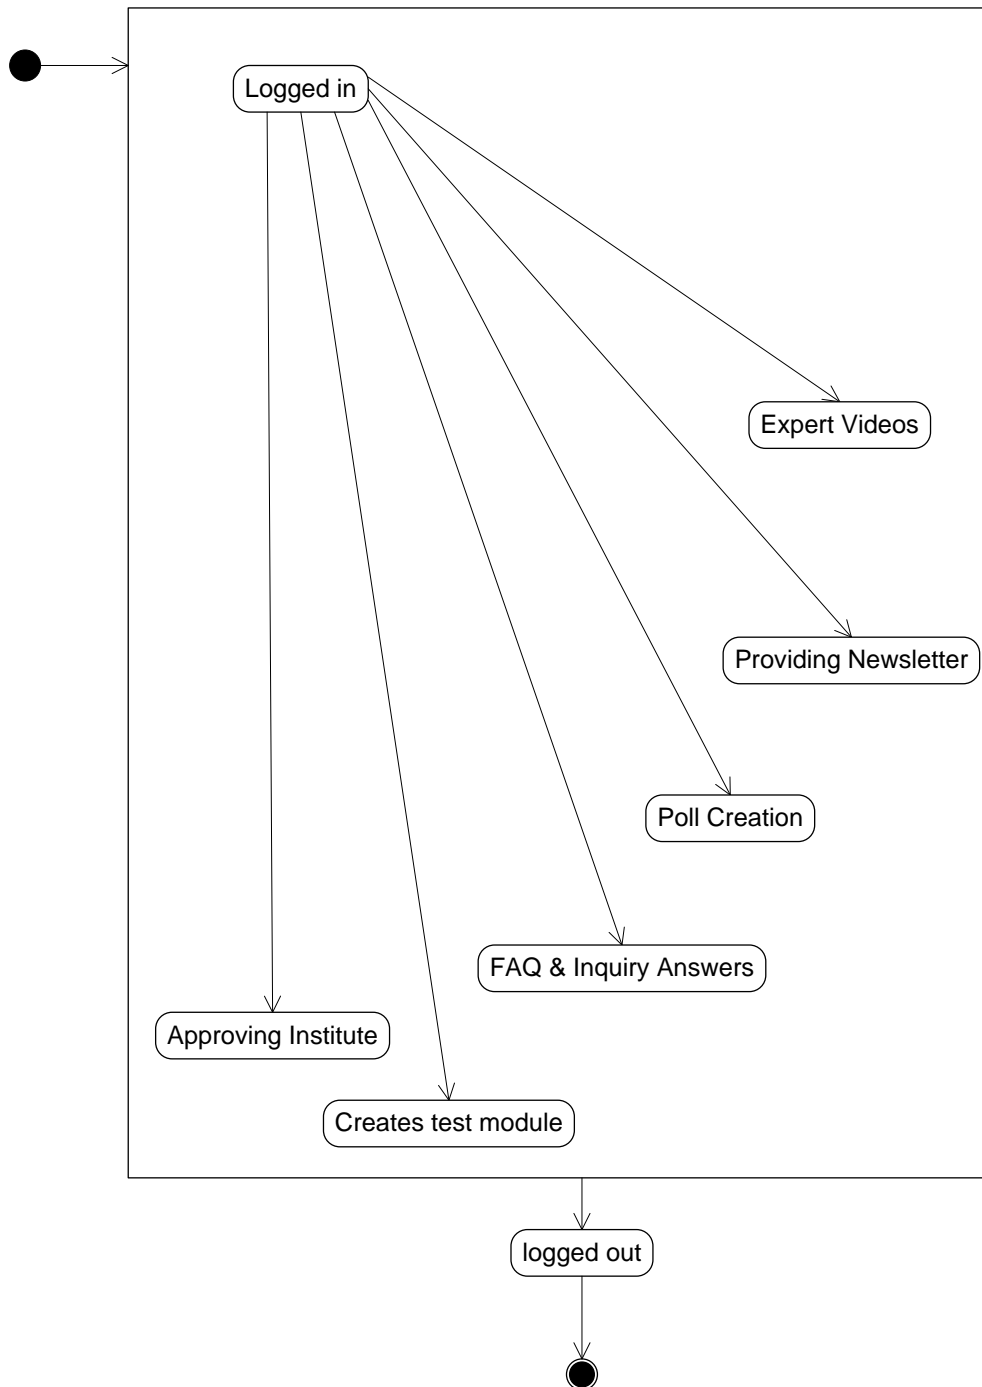 Logged in
Expert Videos
Providing Newsletter
Poll Creation
FAQ & Inquiry Answers
Approving Institute
Creates test module
logged out